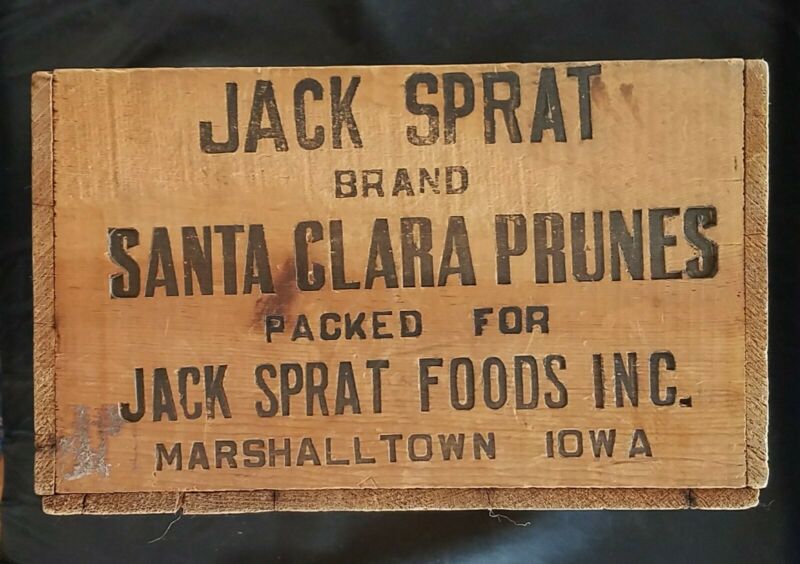 JACK SPRAT
BRAND
SANTA CLARA PRUNES
PACKED FOR
JACK SPRAT FOODS INC.
MARSHALLTOWN IOWA